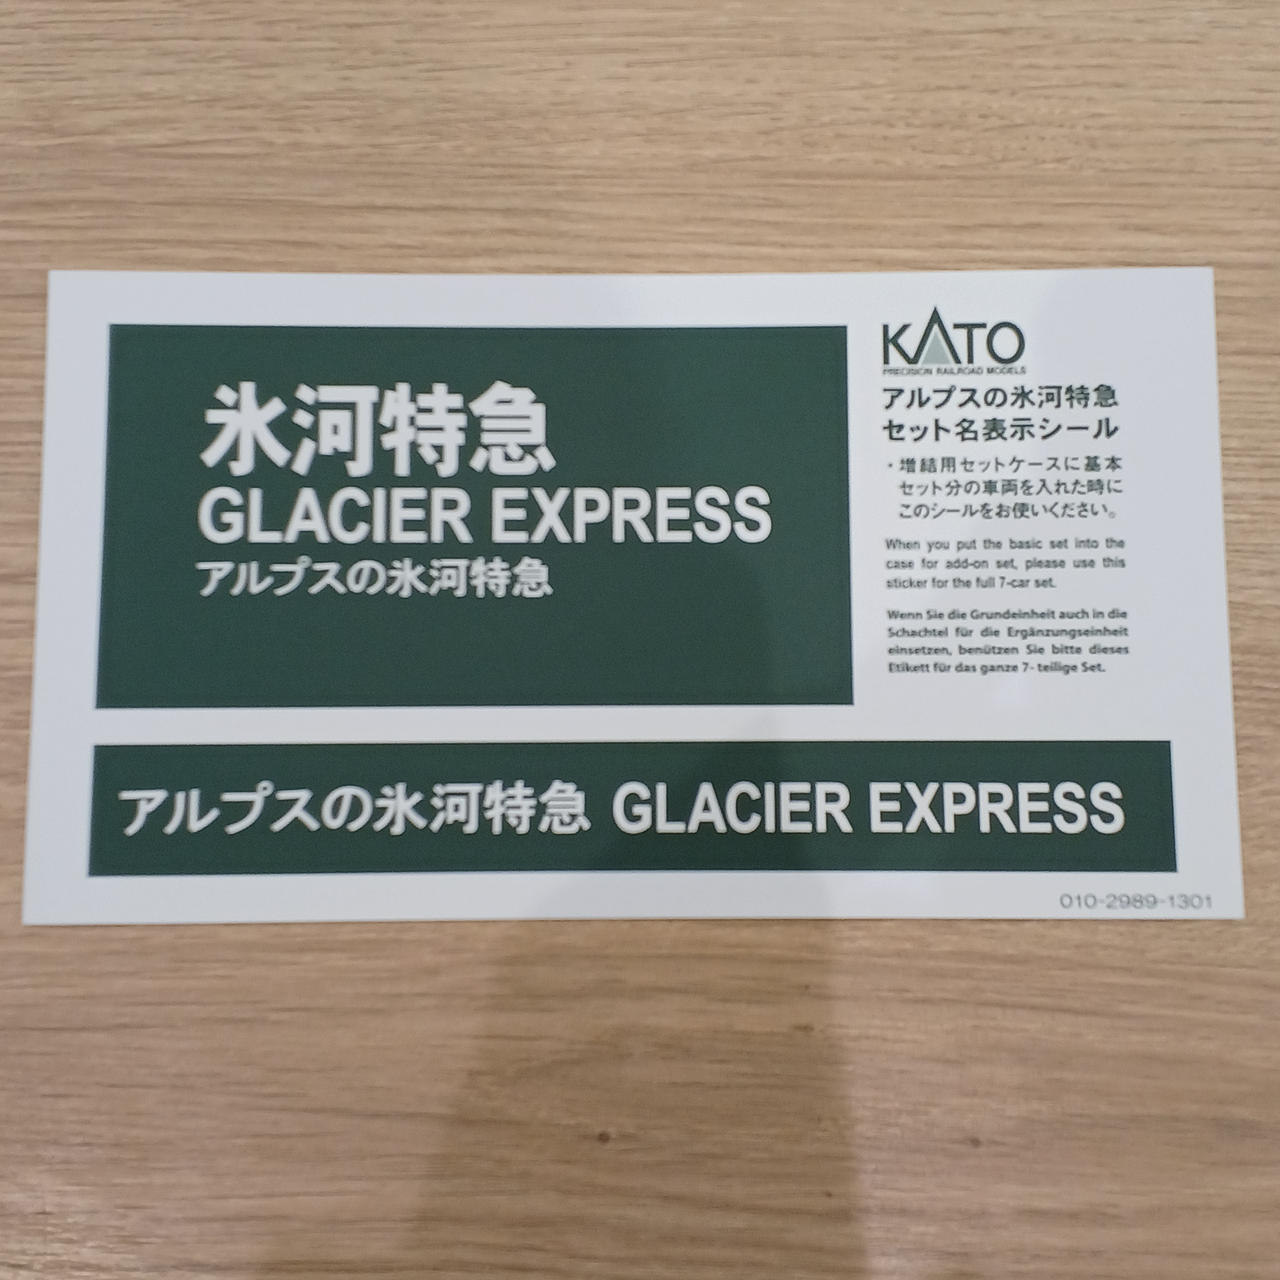 氷河特急
GLACIER EXPRESS
アルプスの氷河特急
KATO
PRECISION RAILROAD MODELS
アルプスの氷河特急
セット名表示シール
・増結用セットケースに基本
セット分の車両を入れた時に
このシールをお使いください。
When you put the basic set into the
case for add-on set, please use this
sticker for the full 7-car set.
Wenn Sie die Grundeinheit auch in die
Schachtel für die Ergänzungseinheit
einsetzen, benützen Sie bitte dieses
Etikett für das ganze 7- teilige Set.
アルプスの氷河特急 GLACIER EXPRESS
010-2989-1301